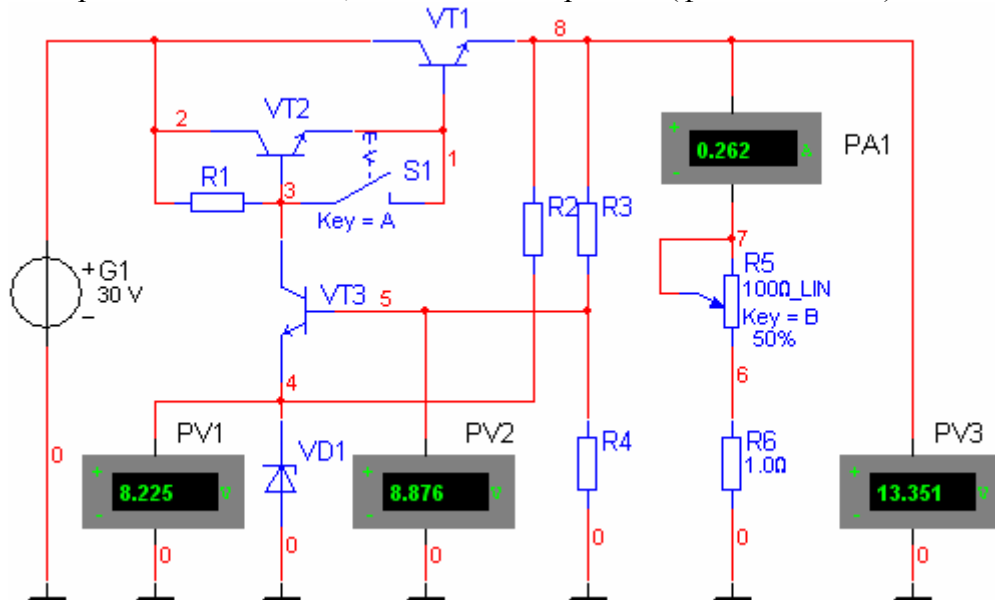 VT1
8
VT2
2
PA1
0.262 A
R1
S1
1
3
Key = A
R2
R3
7
G1
30 V
R5
100Ω_LIN
Key = B
50%
VT3
5
6
4
PV1
PV2
PV3
0
VD1
R4
R6
1.0Ω
8.225 V
8.876 V
13.351 V
0
0
0
0
0
0